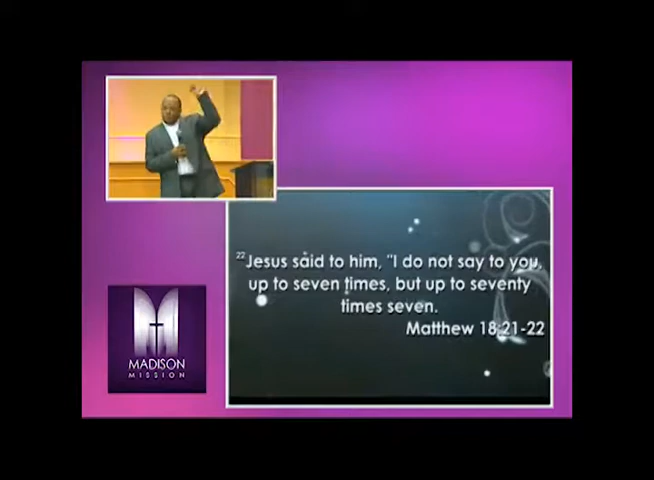 22Jesus said to him, "I do not say to you,
up to seven times, but up to seventy
times seven.
Matthew 18:21-22
MADISON
MISSION